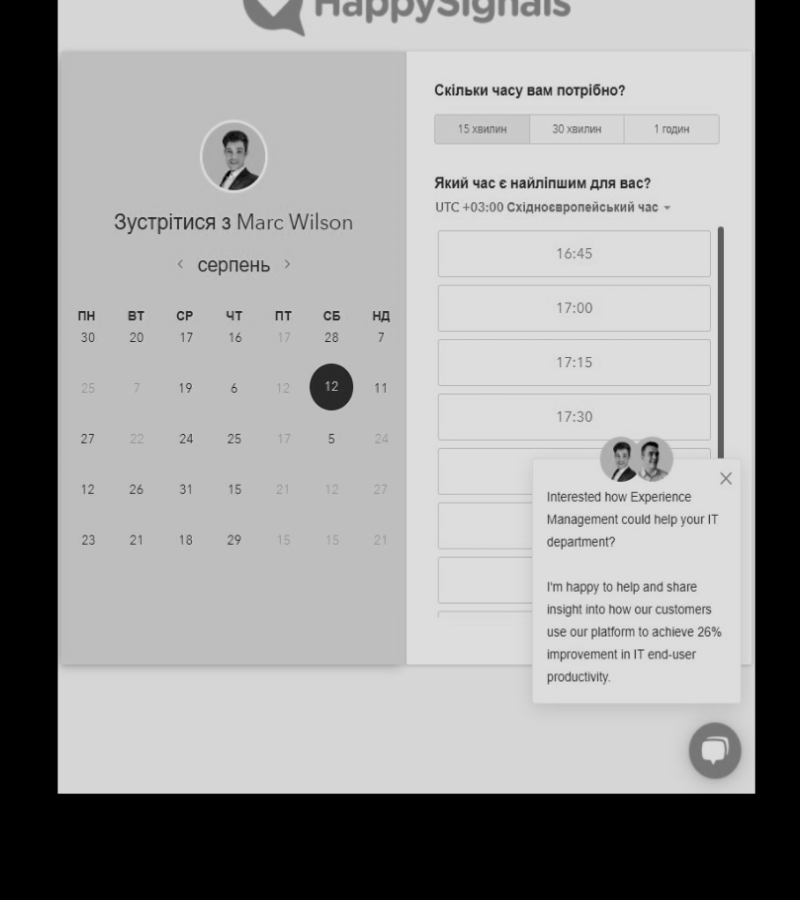 HappySignals
Зустрітися з Marc Wilson
серпень
ПН ВТ СР ЧТ ПТ СБ НД
30 20 17 16 17 28 7
25 7 19 6 12 12 11
27 22 24 25 17 5 24
12 26 31 15 21 12 27
23 21 18 29 15 15 21
Скільки часу вам потрібно?
15 хвилин 30 хвилин 1 годин
Який час є найліпшим для вас?
UTC +03:00 Східноєвропейський час
16:45
17:00
17:15
17:30
Interested how Experience
Management could help your IT
department?
I'm happy to help and share
insight into how our customers
use our platform to achieve 26%
improvement in IT end-user
productivity.